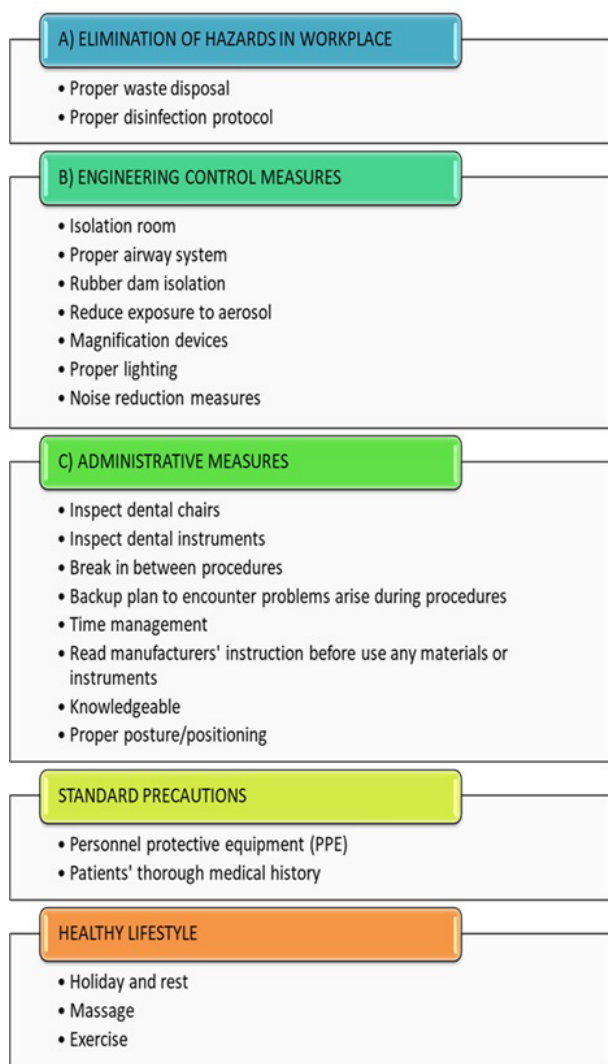 A) ELIMINATION OF HAZARDS IN WORKPLACE
• Proper waste disposal
• Proper disinfection protocol
B) ENGINEERING CONTROL MEASURES
• Isolation room
• Proper airway system
• Rubber dam isolation
• Reduce exposure to aerosol
• Magnification devices
• Proper lighting
• Noise reduction measures
C) ADMINISTRATIVE MEASURES
• Inspect dental chairs
• Inspect dental instruments
• Break in between procedures
• Backup plan to encounter problems arise during procedures
• Time management
• Read manufacturers' instruction before use any materials or
instruments
• Knowledgeable
• Proper posture/positioning
STANDARD PRECAUTIONS
• Personnel protective equipment (PPE)
• Patients' thorough medical history
HEALTHY LIFESTYLE
• Holiday and rest
• Massage
• Exercise